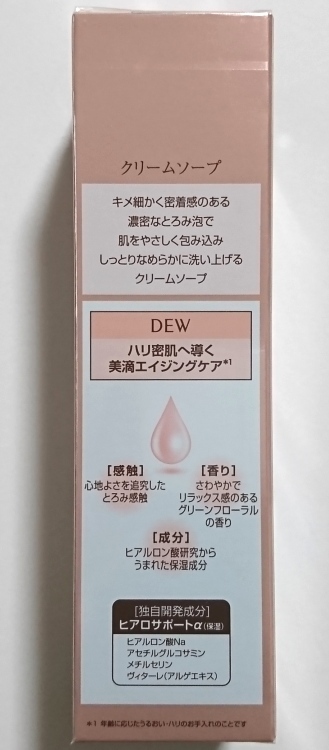 クリームソープ
キメ細かく密着感のある
濃密なとろみ泡で
肌をやさしく包み込み
しっとりなめらかに洗い上げる
クリームソープ
DEW
ハリ密肌へ導く
美滴エイジングケア*1
[感触]
心地よさを追究した
とろみ感触
[香り]
さわやかで
リラックス感のある
グリーンフローラル
の香り
[成分]
ヒアルロン酸研究から
うまれた保湿成分
[独自開発成分]
ヒアロサポートα(保湿)
ヒアルロン酸Na
アセチルグルコサミン
メチルセリン
ヴィターレ(アルゲエキス)
*1 年齢に応じたうるおい・ハリのお手入れのことです